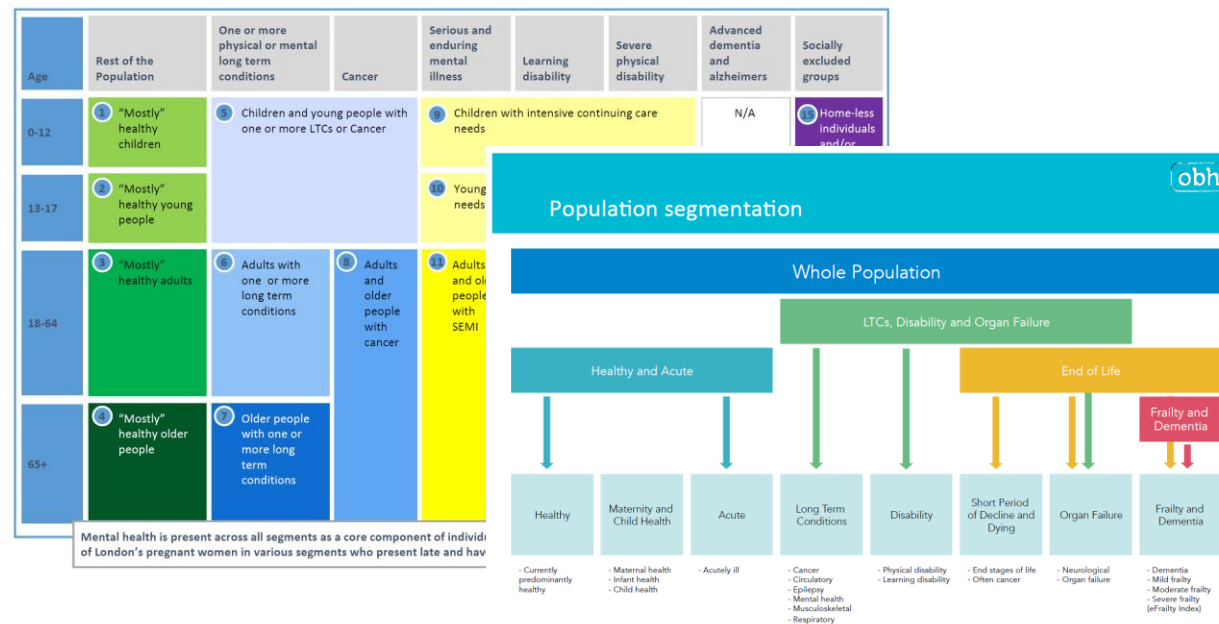 Age
Rest of the
Population
One or more
physical or mental
long term
conditions
Cancer
Serious and
enduring
mental
illness
Learning
disability
Severe
physical
disability
Advanced
dementia
and
alzheimers
Socially
excluded
groups
0-12
1 "Mostly"
healthy
children
5 Children and young people with
one or more LTCs or Cancer
9 Children with intensive continuing care
needs
N/A
15 Home-less
individuals
and/or
13-17
2 "Mostly"
healthy young
people
10 Young
needs
18-64
3 "Mostly"
healthy adults
6 Adults with
one or more
long term
conditions
8 Adults
and
older
people
with
cancer
11 Adults
and
people
with
SEMI
65+
4 "Mostly"
healthy older
people
7 Older people
with one or
more long
term
conditions
Mental health is present across all segments as a core component of
of London's pregnant women in various segments who present late and
obh
Population segmentation
Whole Population
LTCs, Disability and Organ Failure
Healthy and Acute
End of Life
Frailty and
Dementia
Healthy
Maternity and
Child Health
Acute
Long Term
Conditions
Disability
Short Period
of Decline and
Dying
Organ Failure
Frailty and
Dementia
- Currently
predominantly
healthy
- Maternal health
- Infant health
- Child health
- Acutely ill
- Cancer
- Circulatory
- Epilepsy
- Mental health
- Musculoskeletal
- Respiratory
- Physical disability
- Learning disability
- End stages of life
- Often cancer
- Neurological
- Organ failure
- Dementia
- Mild frailty
- Moderate frailty
- Severe frailty
(eFrailty Index)